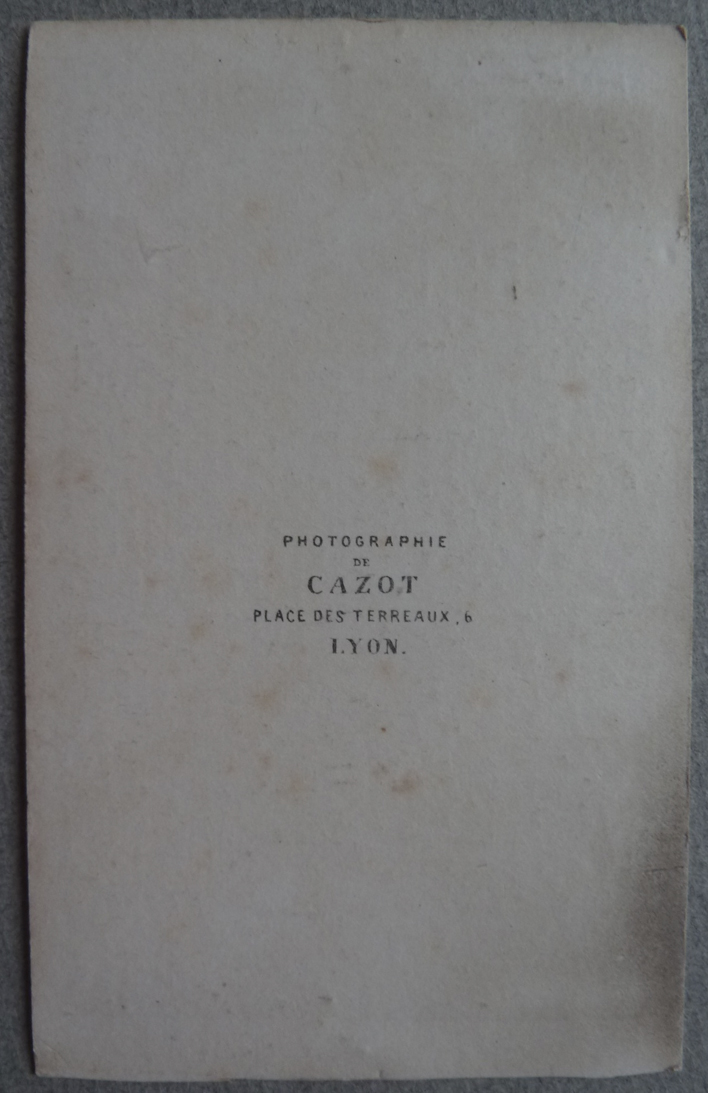 PHOTOGRAPHIE
DE
CAZOT
PLACE DES TERREAUX, 6
LYON.